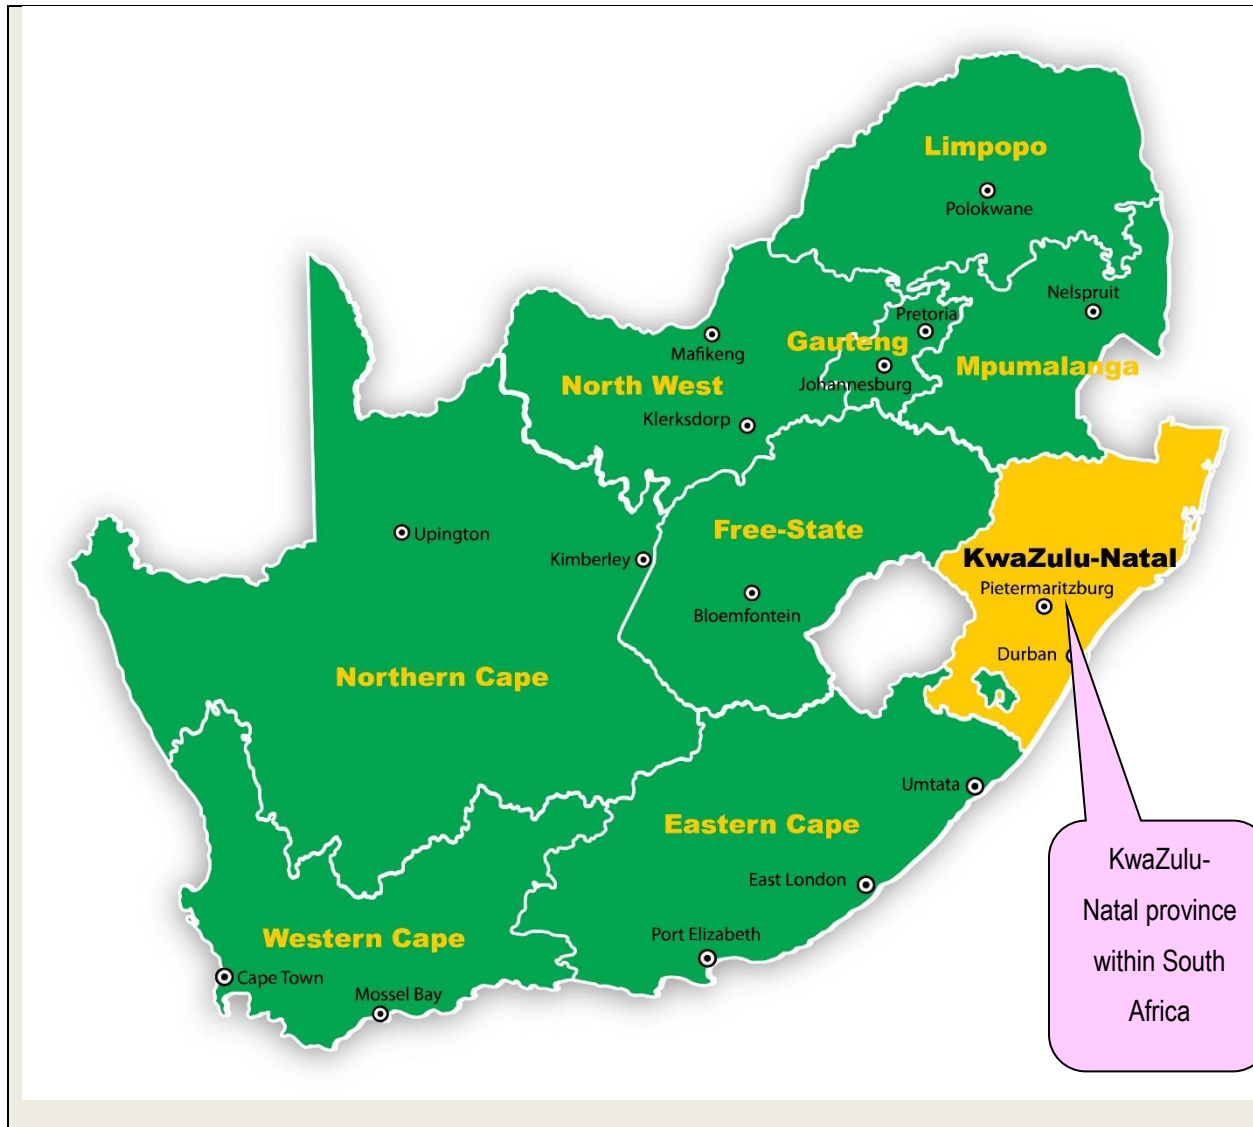 Limpopo
Polokwane
Nelspruit
Pretoria
Gauteng
Mafikeng
Johannesburg
Mpumalanga
North West
Klerksdorp
Free-State
Upington
Kimberley
KwaZulu-Natal
Pietermaritzburg
Bloemfontein
Durban
Northern Cape
Umtata
Eastern Cape
East London
Port Elizabeth
Western Cape
Cape Town
Mossel Bay
KwaZulu-
Natal province
within South
Africa